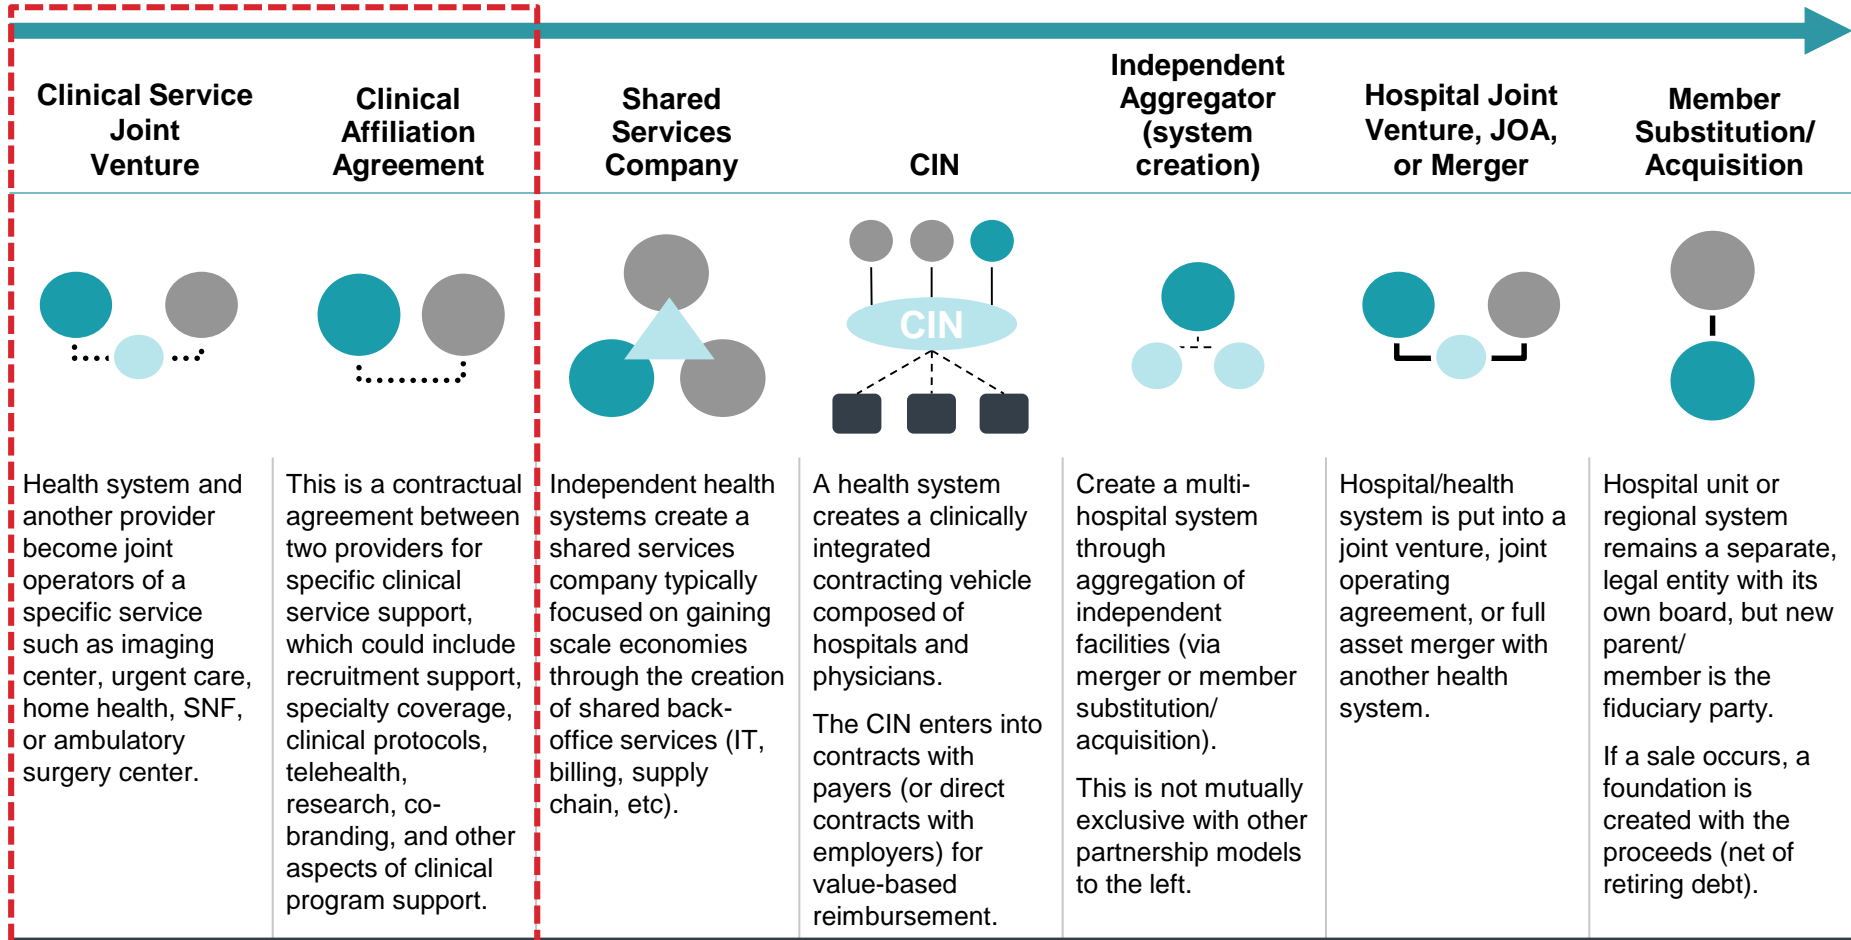 Clinical Service
Joint
Venture
Clinical
Affiliation
Agreement
Shared
Services
Company
CIN
Independent
Aggregator
(system
creation)
Hospital Joint
Venture, JOA,
or Merger
Member
Substitution/
Acquisition
CIN
Health system and
another provider
become joint
operators of a
specific service
such as imaging
center, urgent care,
home health, SNF,
or ambulatory
surgery center.
This is a contractual
agreement between
two providers for
specific clinical
service support,
which could include
recruitment support,
specialty coverage,
clinical protocols,
telehealth,
research, co-
branding, and other
aspects of clinical
program support.
Independent health
systems create a
shared services
company typically
focused on gaining
scale economies
through the creation
of shared back-
office services (IT,
billing, supply
chain, etc).
A health system
creates a clinically
integrated
contracting vehicle
composed of
hospitals and
physicians.
The CIN enters into
contracts with
payers (or direct
contracts with
employers) for
value-based
reimbursement.
Create a multi-
hospital system
through
aggregation of
independent
facilities (via
merger or member
substitution/
acquisition).
This is not mutually
exclusive with other
partnership models
to the left.
Hospital/health
system is put into a
joint venture, joint
operating
agreement, or full
asset merger with
another health
system.
Hospital unit or
regional system
remains a separate,
legal entity with its
own board, but new
parent/
member is the
fiduciary party.
If a sale occurs, a
foundation is
created with the
proceeds (net of
retiring debt).